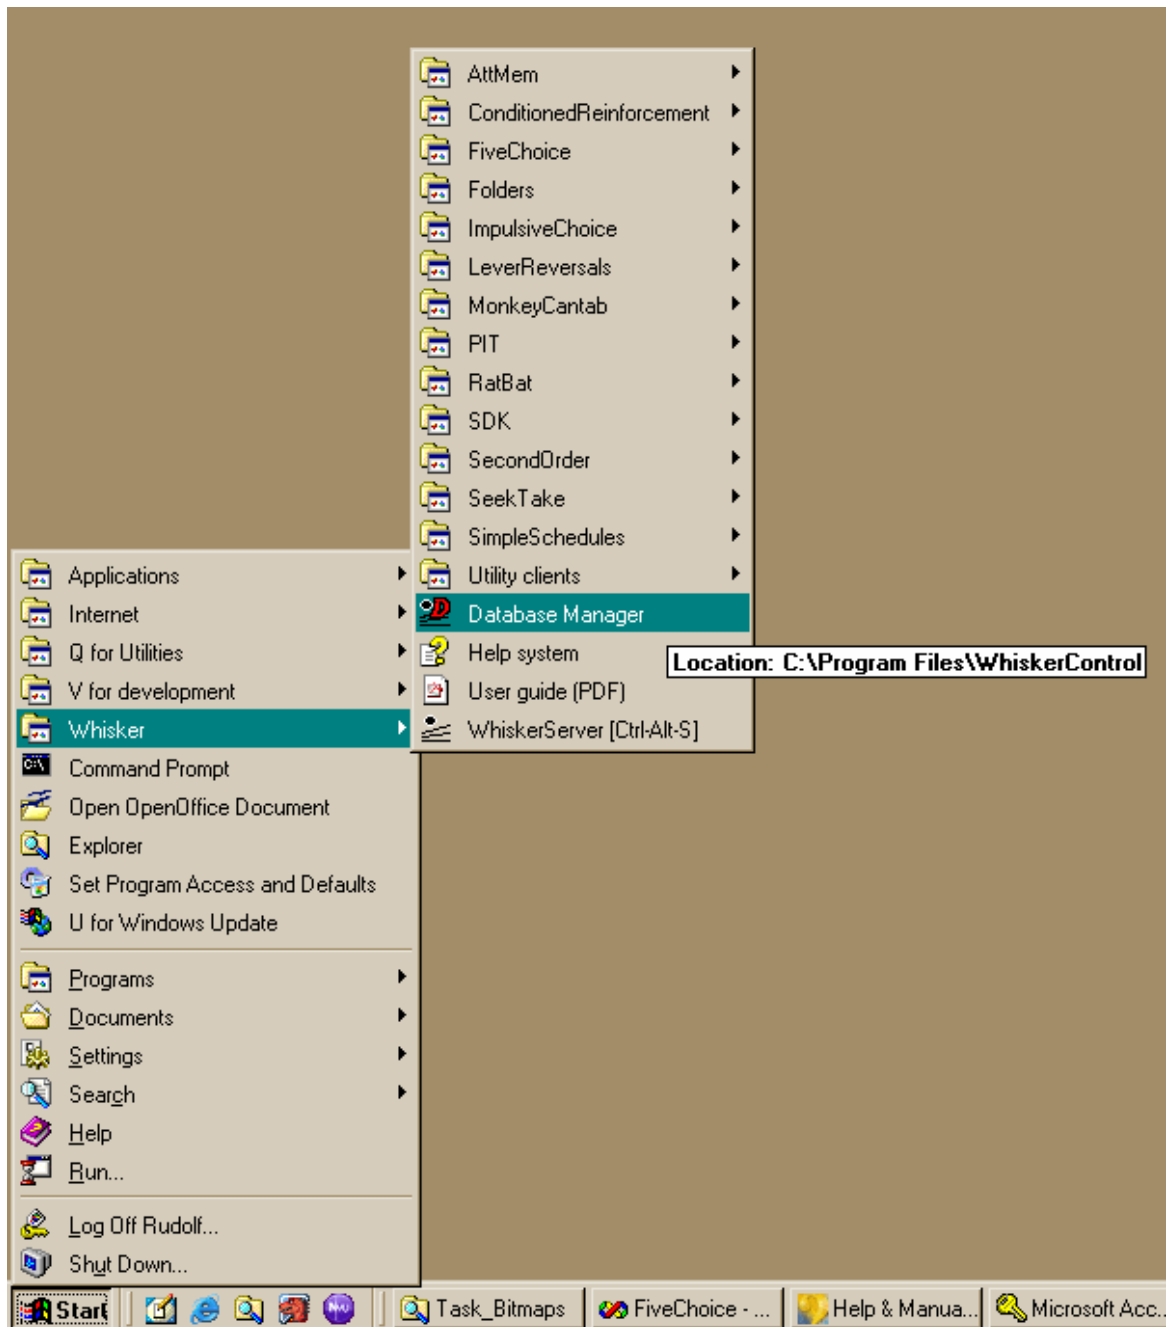 AttMem
ConditionedReinforcement
FiveChoice
Folders
ImpulsiveChoice
LeverReversals
MonkeyCantab
PIT
RatBat
SDK
SecondOrder
SeekTake
SimpleSchedules
Utility clients
Database Manager
Help system
Location: C:\Program Files\WhiskerControl
User guide (PDF)
WhiskerServer [Ctrl-Alt-S]
Applications
Internet
Q for Utilities
V for development
Whisker
Command Prompt
Open OpenOffice Document
Explorer
Set Program Access and Defaults
U for Windows Update
Programs
Documents
Settings
Search
Help
Run...
Log Off Rudolf...
Shut Down...
Start Task_Bitmaps FiveChoice - ... Help & Manua... Microsoft Acc...